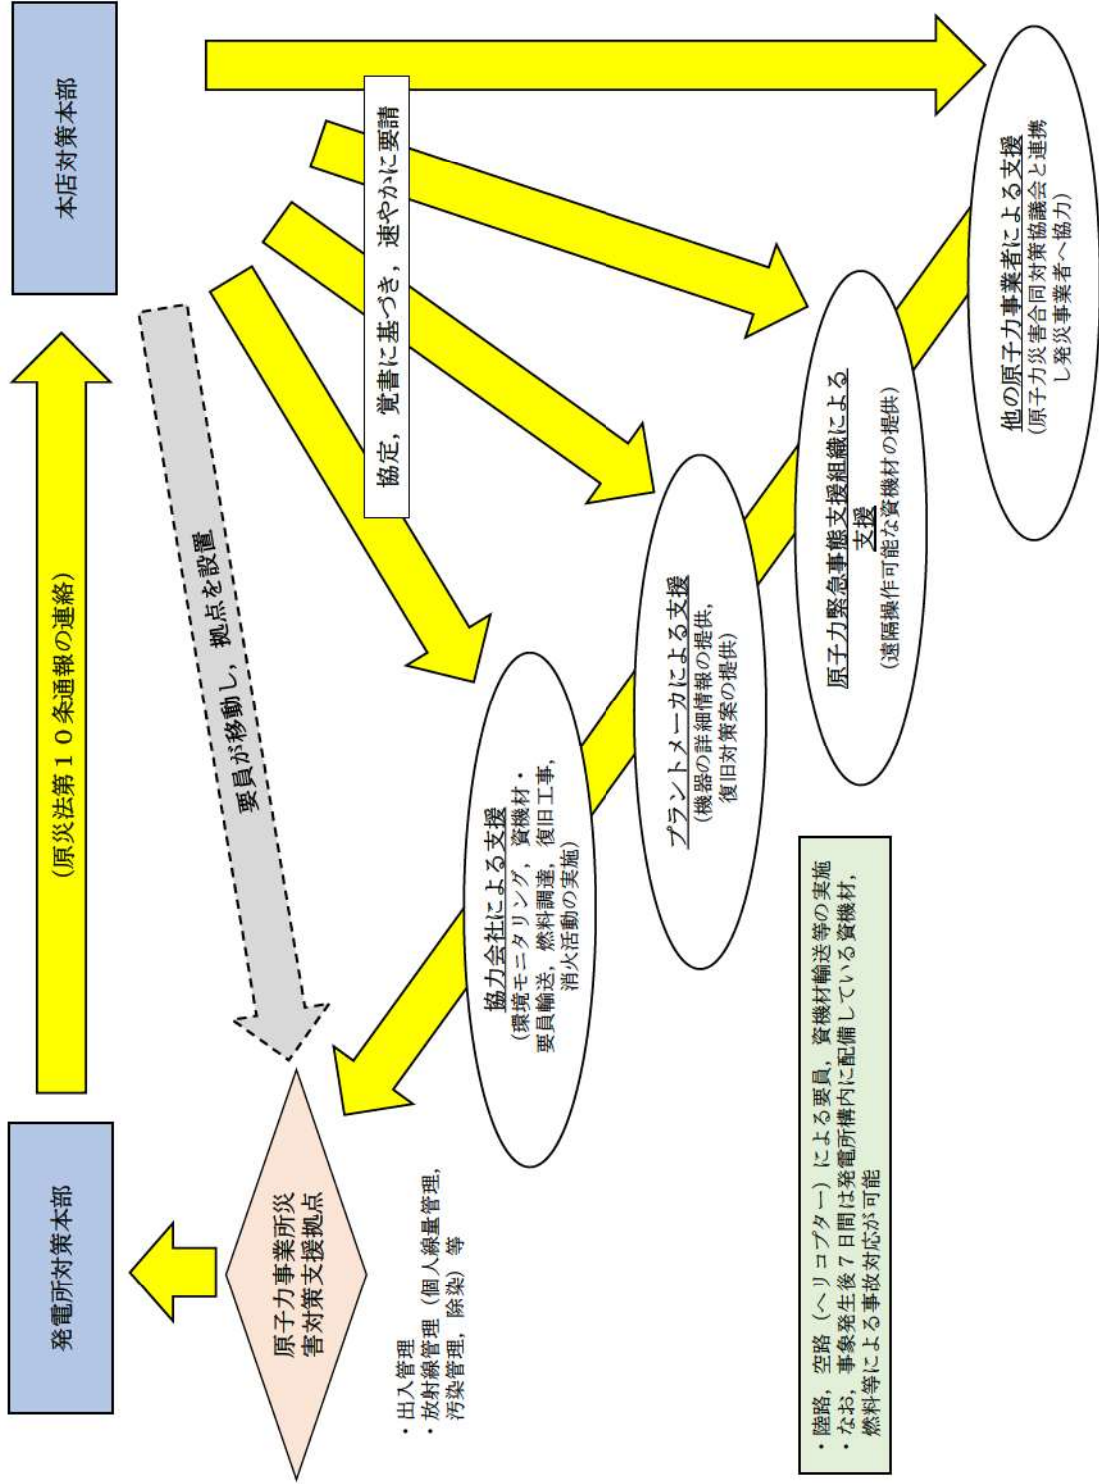 発電所対策本部
(原災法第１０条通報の連絡)
本店対策本部
要員が移動し，拠点を設置
原子力事業所災
害対策支援拠点
・出入管理
・放射線管理（個人線量管理，
汚染管理，除染）等
協定，覚書に基づき，速やかに要請
協力会社による支援
(環境モニタリング，資機材・
要員輸送，燃料調達，復旧工事，
消火活動の実施)
プラントメーカによる支援
(機器の詳細情報の提供，
復旧対策案の提供)
原子力緊急事態支援組織による
支援
(遠隔操作可能な資機材の提供)
他の原子力事業者による支援
(原子力災害合同対策協議会と連携
し発災事業者へ協力)
・陸路，空路（ヘリコプター）による要員，資機材輸送等の実施
・なお，事象発生後７日間は発電所構内に配備している資機材，
燃料等による事故対応が可能